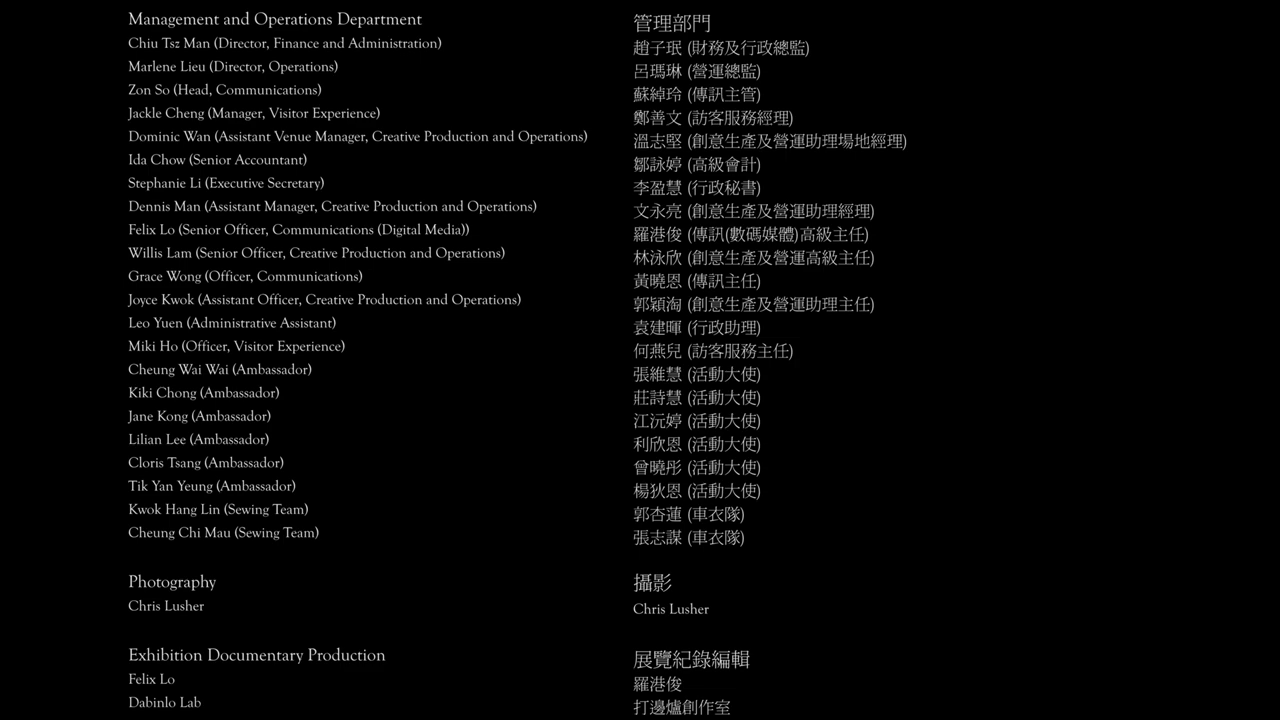 Management and Operations Department
Chiu Tsz Man (Director, Finance and Administration)
Marlene Lieu (Director, Operations)
Zon So (Head, Communications)
Jackle Cheng (Manager, Visitor Experience)
Dominic Wan (Assistant Venue Manager, Creative Production and Operations)
Ida Chow (Senior Accountant)
Stephanie Li (Executive Secretary)
Dennis Man (Assistant Manager, Creative Production and Operations)
Felix Lo (Senior Officer, Communications (Digital Media))
Willis Lam (Senior Officer, Creative Production and Operations)
Grace Wong (Officer, Communications)
Joyce Kwok (Assistant Officer, Creative Production and Operations)
Leo Yuen (Administrative Assistant)
Miki Ho (Officer, Visitor Experience)
Cheung Wai Wai (Ambassador)
Kiki Chong (Ambassador)
Jane Kong (Ambassador)
Lilian Lee (Ambassador)
Cloris Tsang (Ambassador)
Tik Yan Yeung (Ambassador)
Kwok Hang Lin (Sewing Team)
Cheung Chi Mau (Sewing Team)
Photography
Chris Lusher
Exhibition Documentary Production
Felix Lo
Dabinlo Lab
管理部門
趙子珉 (財務及行政總監)
呂瑪琳 (營運總監)
蘇綽玲 (傳訊主管)
鄭善文 (訪客服務經理)
溫志堅 (創意生產及營運助理場地經理)
鄒詠婷 (高級會計)
李盈慧 (行政秘書)
文永亮 (創意生產及營運助理經理)
羅港俊 (傳訊(數碼媒體)高級主任)
林泳欣 (創意生產及營運高級主任)
黃曉恩 (傳訊主任)
郭穎淘 (創意生產及營運助理主任)
袁建暉 (行政助理)
何燕兒 (訪客服務主任)
張維慧 (活動大使)
莊詩慧 (活動大使)
江沅婷 (活動大使)
利欣恩 (活動大使)
曾曉彤 (活動大使)
楊狄恩 (活動大使)
郭杏蓮 (車衣隊)
張志謀 (車衣隊)
攝影
Chris Lusher
展覽紀錄編輯
羅港俊
打邊爐創作室